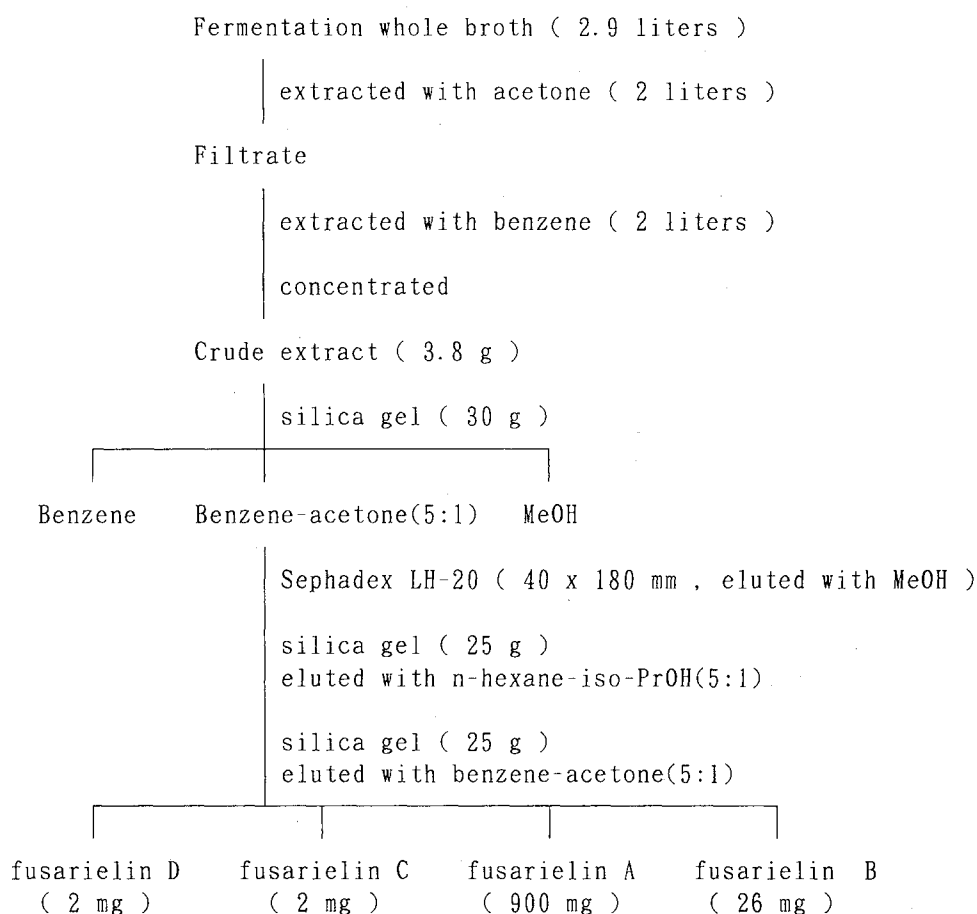 Fermentation whole broth ( 2.9 liters )
extracted with acetone ( 2 liters )
Filtrate
extracted with benzene ( 2 liters )
concentrated
Crude extract ( 3.8 g )
silica gel ( 30 g )
Benzene Benzene-acetone(5:1) MeOH
Sephadex LH-20 ( 40 x 180 mm , eluted with MeOH )
silica gel ( 25 g )
eluted with n-hexane-iso-PrOH(5:1)
silica gel ( 25 g )
eluted with benzene-acetone(5:1)
fusarielin D fusarielin C fusarielin A fusarielin B
( 2 mg ) ( 2 mg ) ( 900 mg ) ( 26 mg )